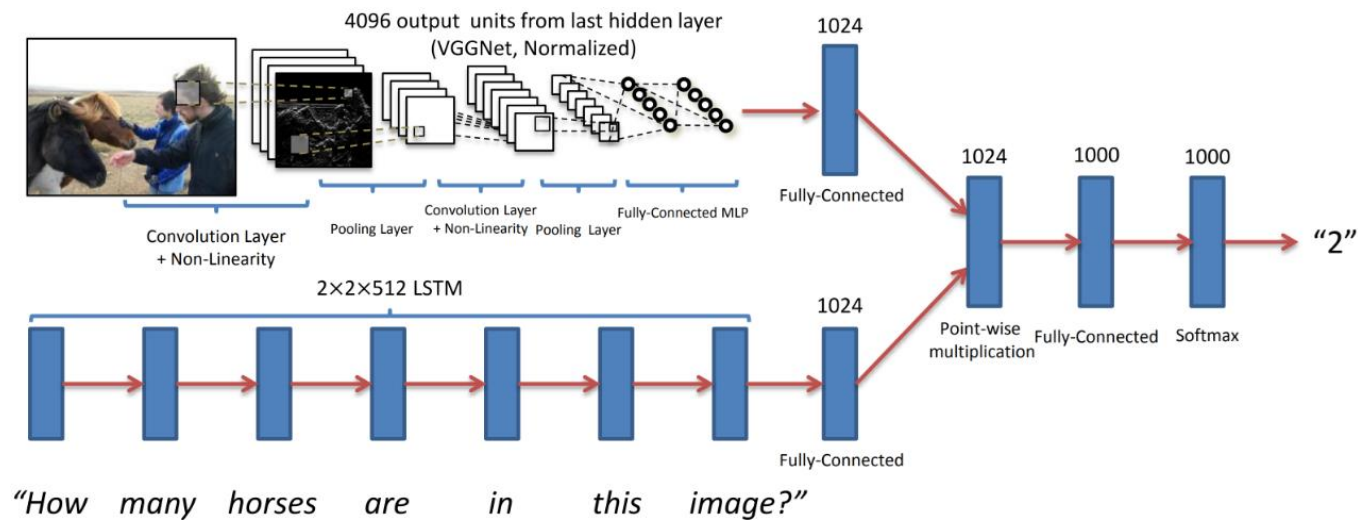 4096 output units from last hidden layer
(VGGNet, Normalized)
Convolution Layer
+ Non-Linearity
Pooling Layer
Convolution Layer
+ Non-Linearity
Pooling Layer
Fully-Connected MLP
1024
Fully-Connected
2×2×512 LSTM
1024
Fully-Connected
“How many horses are in this image?”
1024
Point-wise
multiplication
1000
Fully-Connected
1000
Softmax
“2”